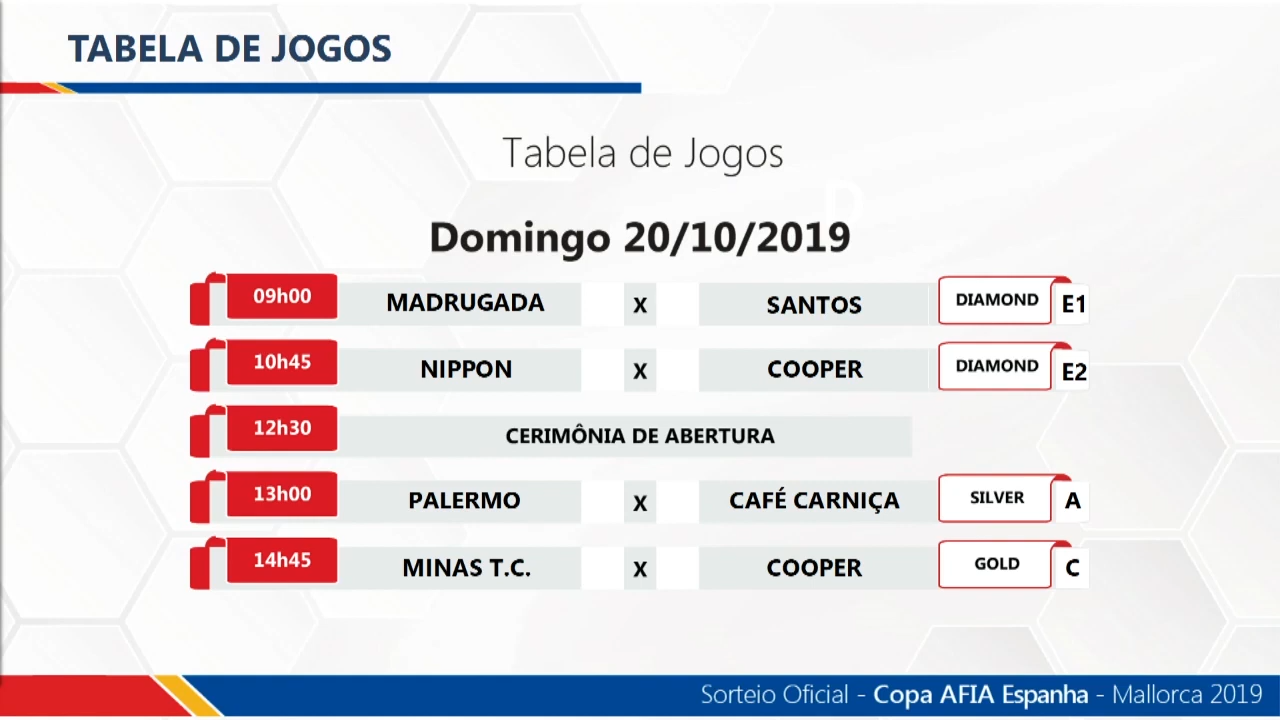 TABELA DE JOGOS
Tabela de Jogos
D
Domingo 20/10/2019
09h00 MADRUGADA X SANTOS DIAMOND E1
10h45 NIPPON X COOPER DIAMOND E2
12h30 CERIMÔNIA DE ABERTURA
13h00 PALERMO X CAFÉ CARNIÇA SILVER A
14h45 MINAS T.C. X COOPER GOLD C
Sorteio Oficial - Copa AFIA Espanha - Mallorca 2019